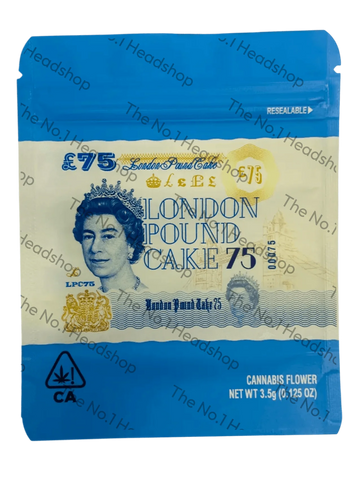 RESEALABLE
£75
London Pound Cake
£75
LONDON
POUND
CAKE 75
00075
LPC75
London Pound Cake 75
CA
CANNABIS FLOWER
NET WT 3.5g (0.125 OZ)
The No.1 Headshop